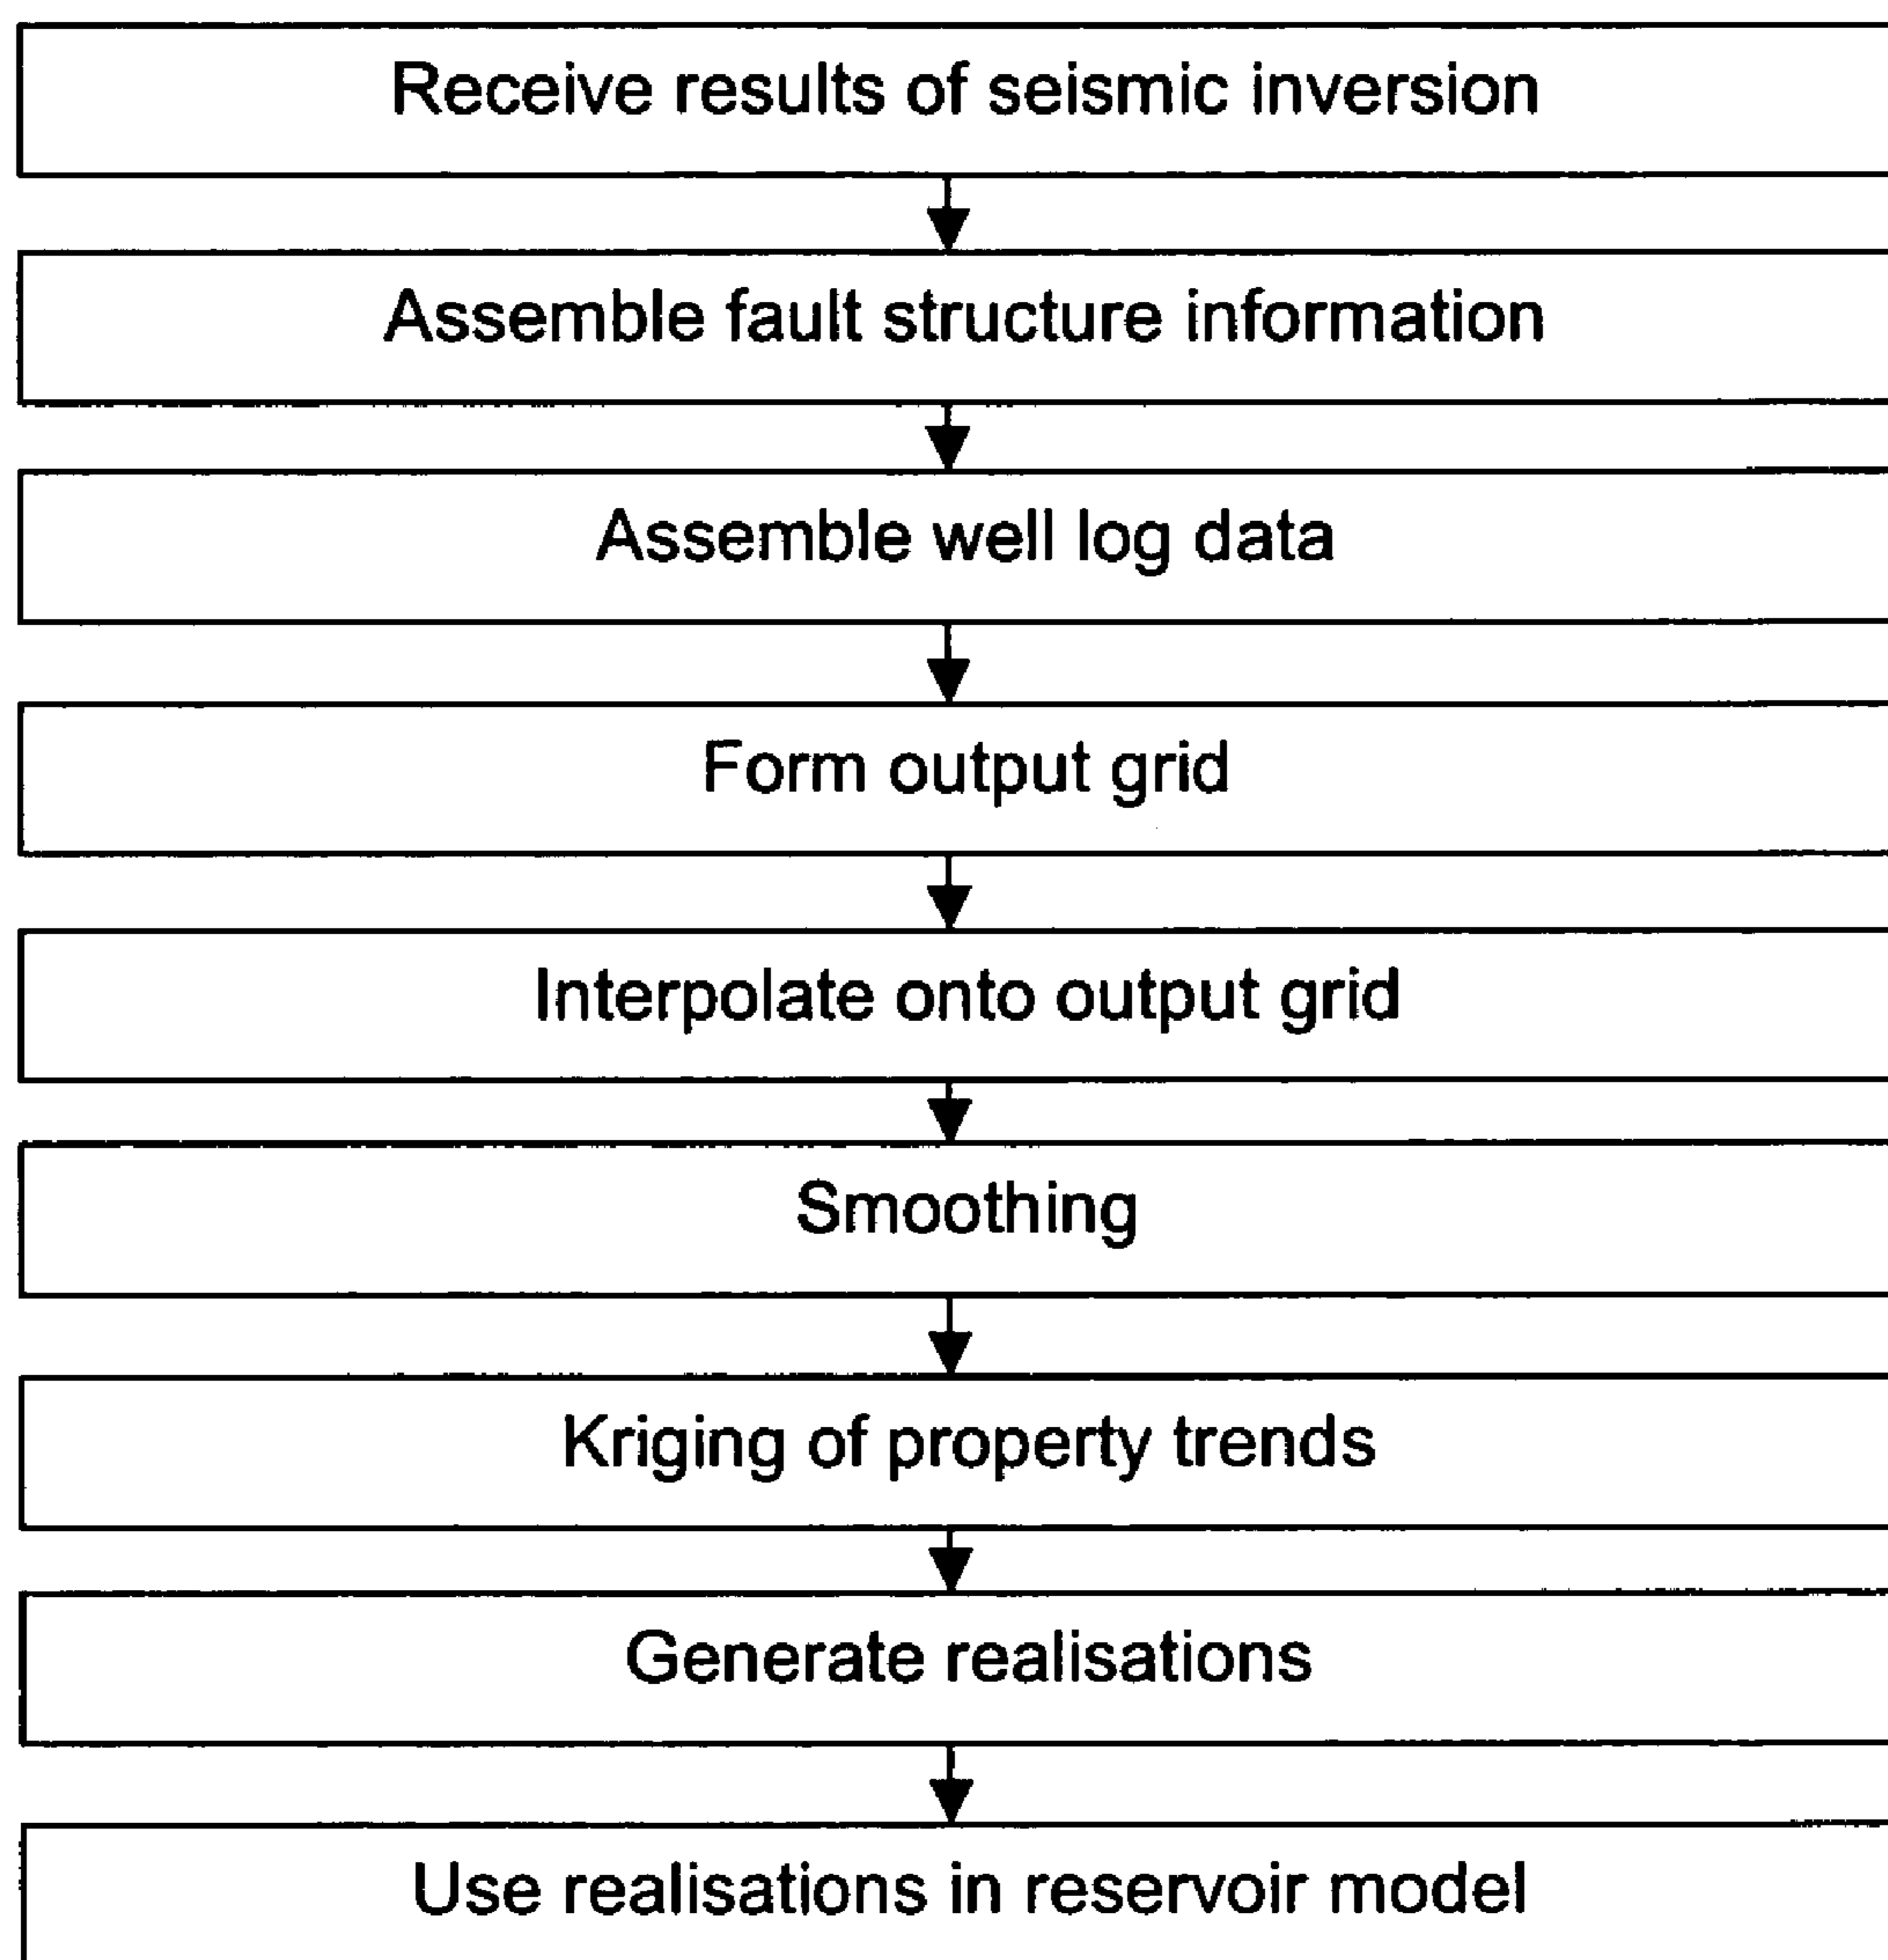 Receive results of seismic inversion
Assemble fault structure information
Assemble well log data
Form output grid
Interpolate onto output grid
Smoothing
Kriging of property trends
Generate realisations
Use realisations in reservoir model